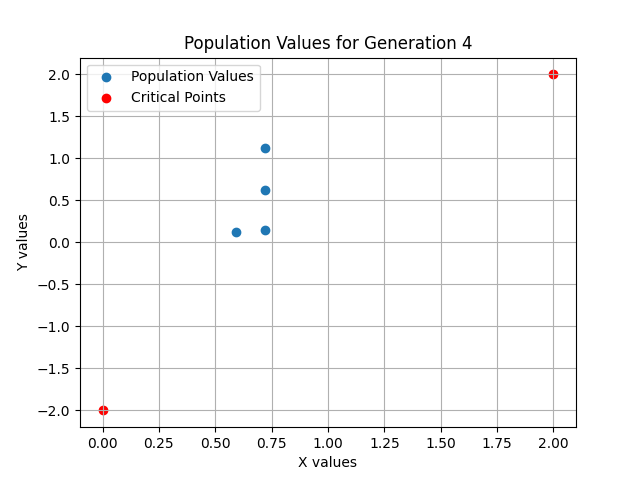 Population Values for Generation 4
Population Values
Critical Points
2.0
1.5
1.0
0.5
0.0
−0.5
−1.0
−1.5
−2.0
Y values
0.00 0.25 0.50 0.75 1.00 1.25 1.50 1.75 2.00
X values